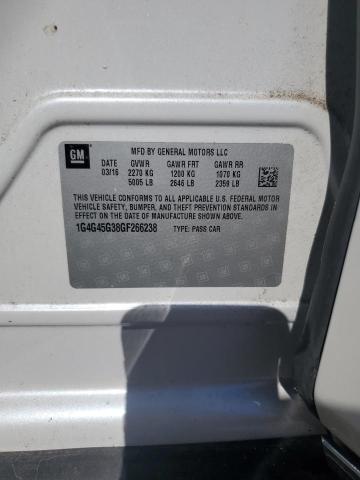 GM
MFD BY GENERAL MOTORS LLC
DATE GVWR GAWR FRT GAWR RR
03/16 2270 KG 1200 KG 1070 KG
5005 LB 2646 LB 2359 LB
THIS VEHICLE CONFORMS TO ALL APPLICABLE U.S. FEDERAL MOTOR
VEHICLE SAFETY, BUMPER, AND THEFT PREVENTION STANDARDS IN
EFFECT ON THE DATE OF MANUFACTURE SHOWN ABOVE.
1G4G45G38GF266238 TYPE: PASS CAR